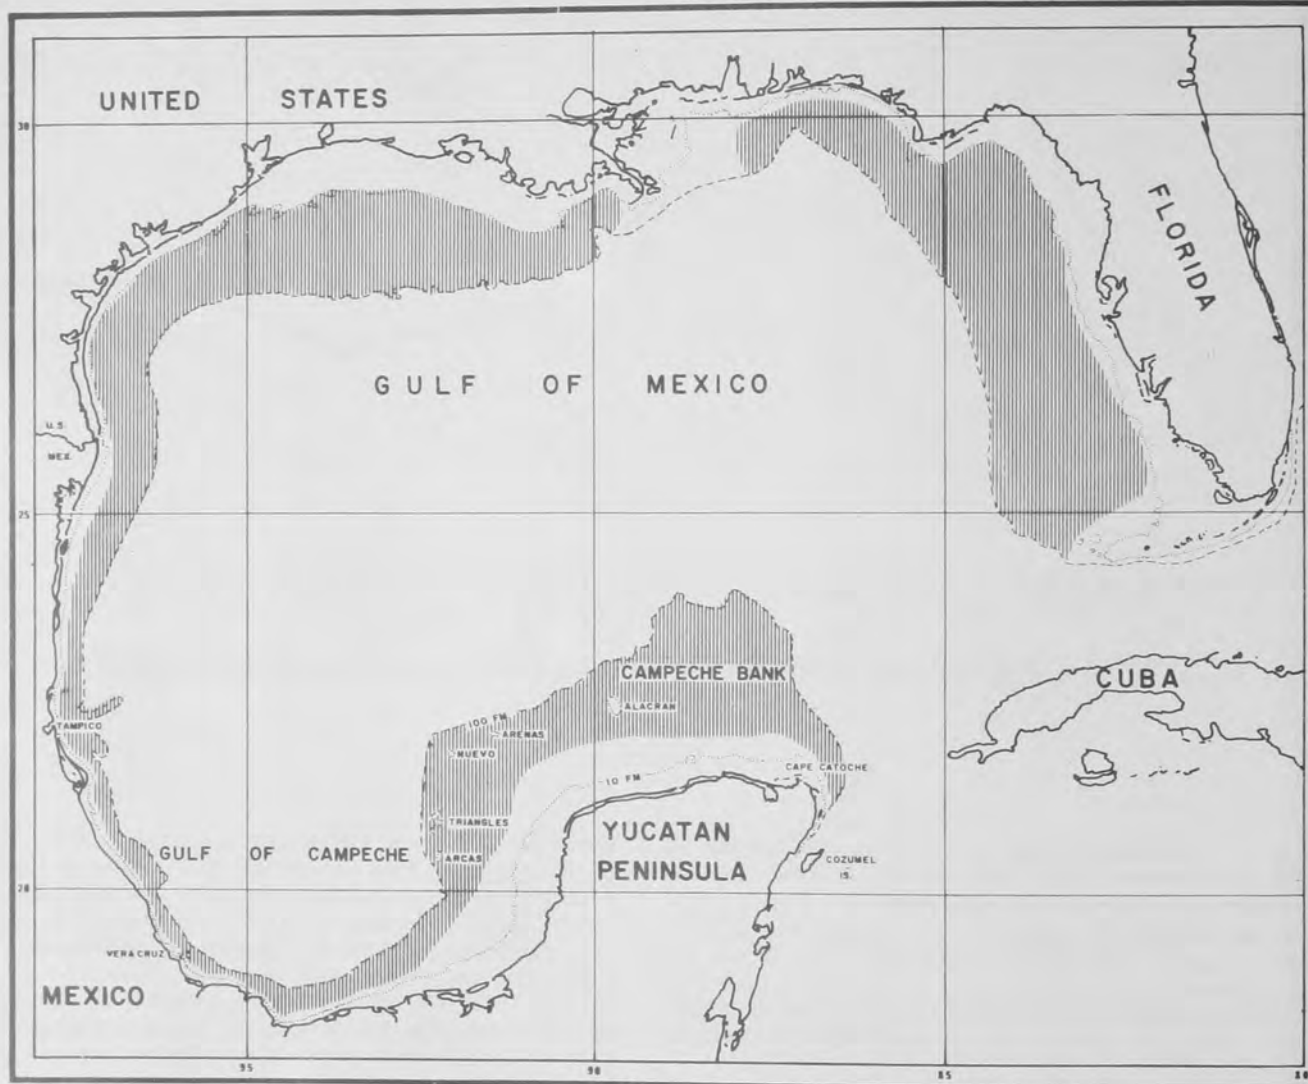 UNITED STATES
30
FLORIDA
GULF OF MEXICO
U.S.
MEX.
25
CAMPECHE BANK
CUBA
ALACRAN
100 FM
ARENAS
TAMPICO
NUEVO
CAPE CATOCHE
10 FM
TRIANGLES
YUCATAN
PENINSULA
GULF OF CAMPECHE
ARCAS
COZUMEL
IS.
20
VERA CRUZ
MEXICO
95
90
85
80